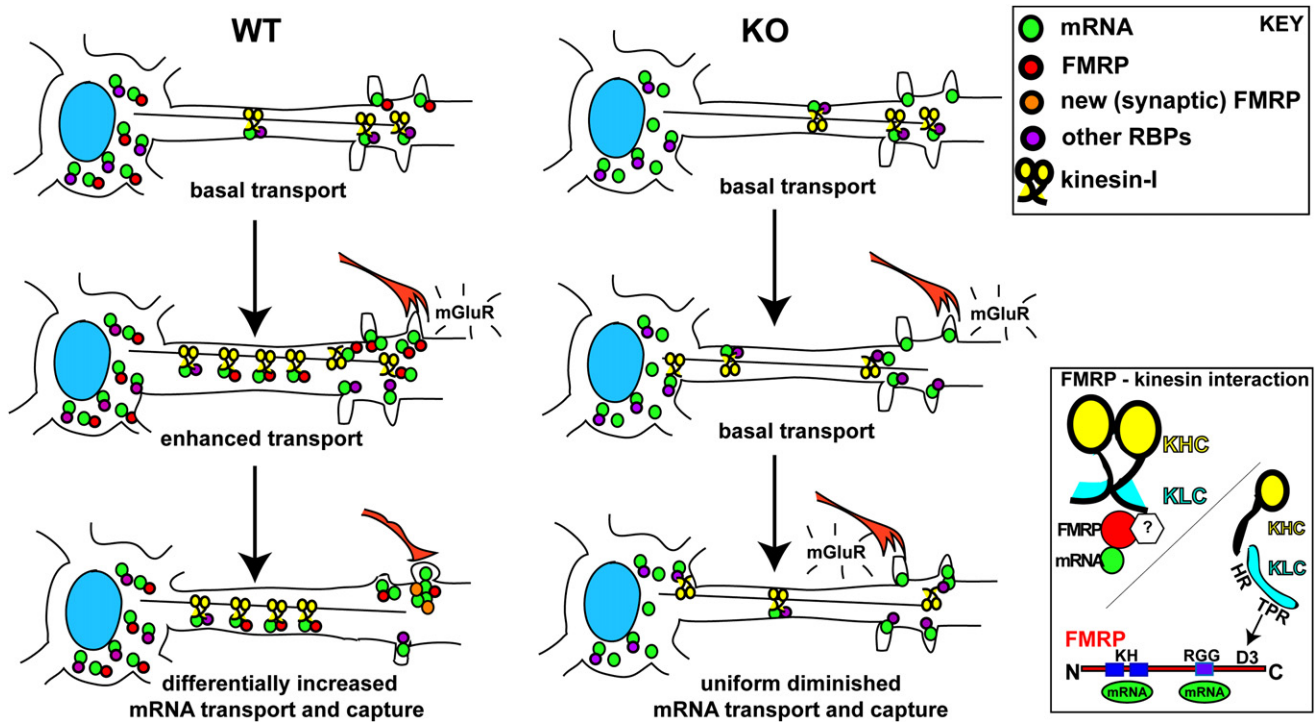 WT
KO
KEY
mRNA
FMRP
new (synaptic) FMRP
other RBPs
kinesin-I
basal transport
basal transport
mGluR
mGluR
enhanced transport
basal transport
mGluR
differentially increased
mRNA transport and capture
uniform diminished
mRNA transport and capture
FMRP - kinesin interaction
KHC
KLC
FMRP
?
mRNA
KHC
KLC
HR
TPR
FMRP
N
KH
RGG
D3
C
mRNA
mRNA